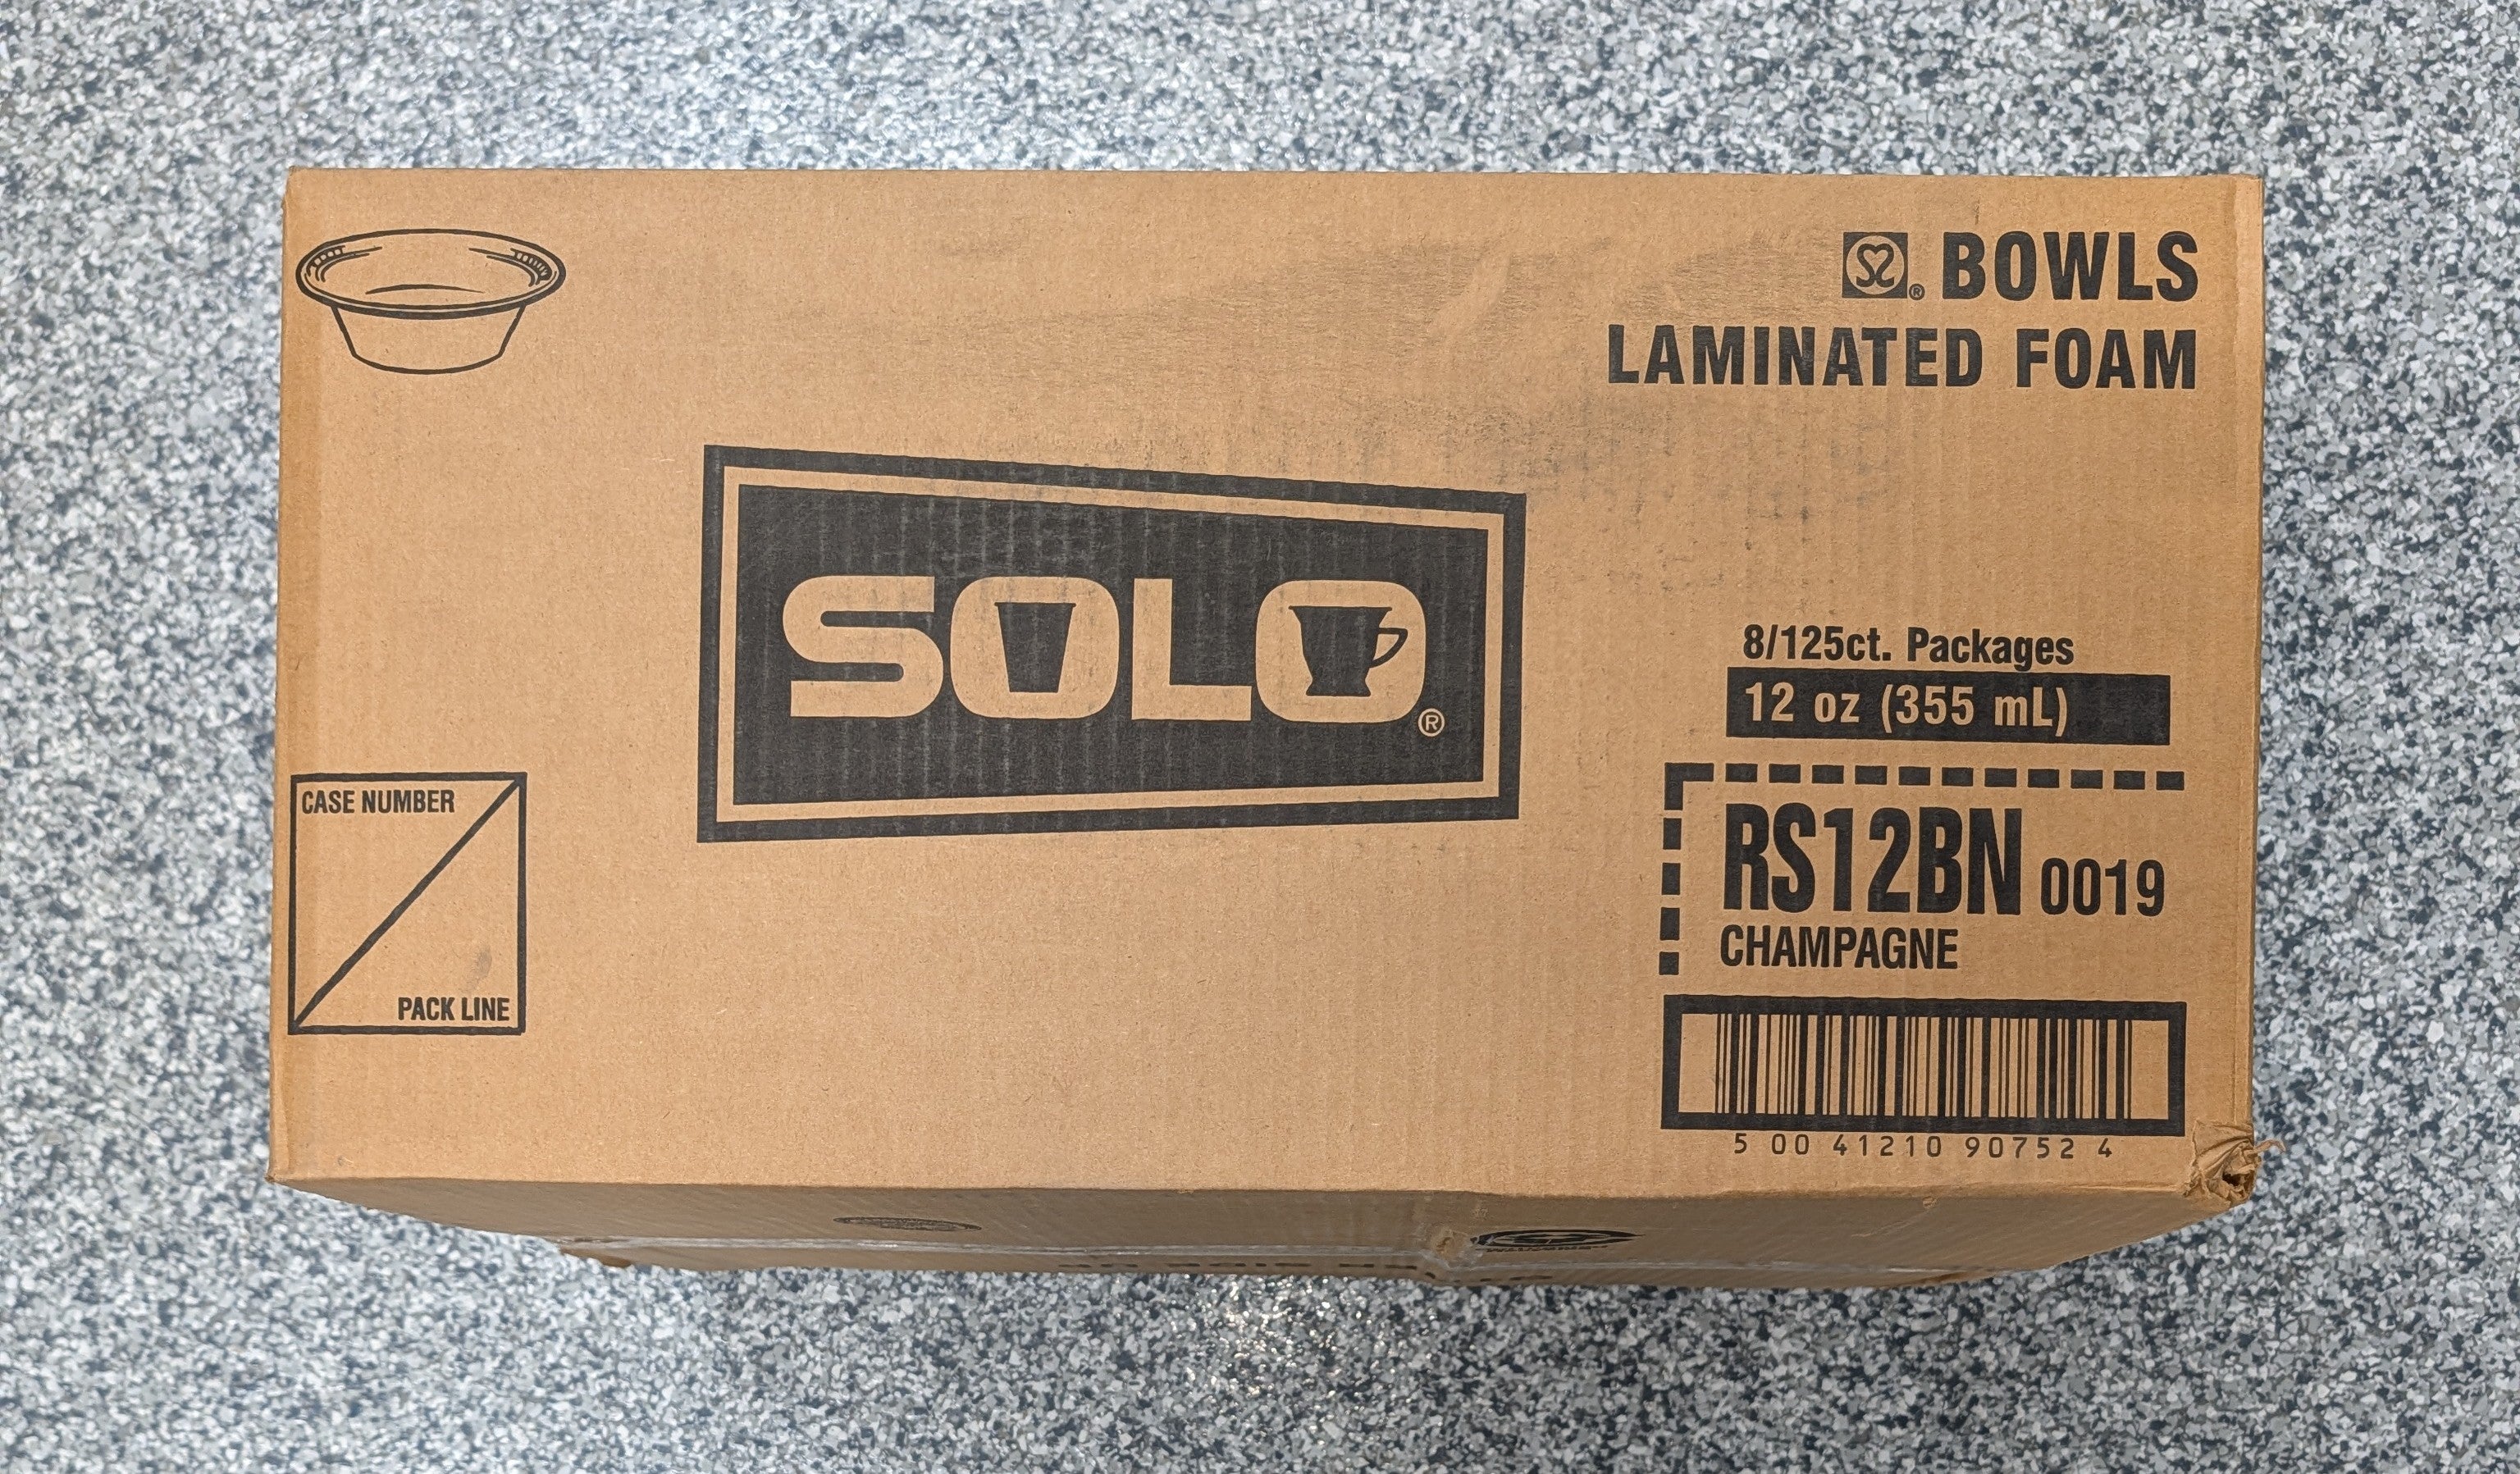 ® BOWLS
LAMINATED FOAM
SOLO®
8/125ct. Packages
12 oz (355 mL)
CASE NUMBER
PACK LINE
RS12BN 0019
CHAMPAGNE
5 00 41210 90752 4